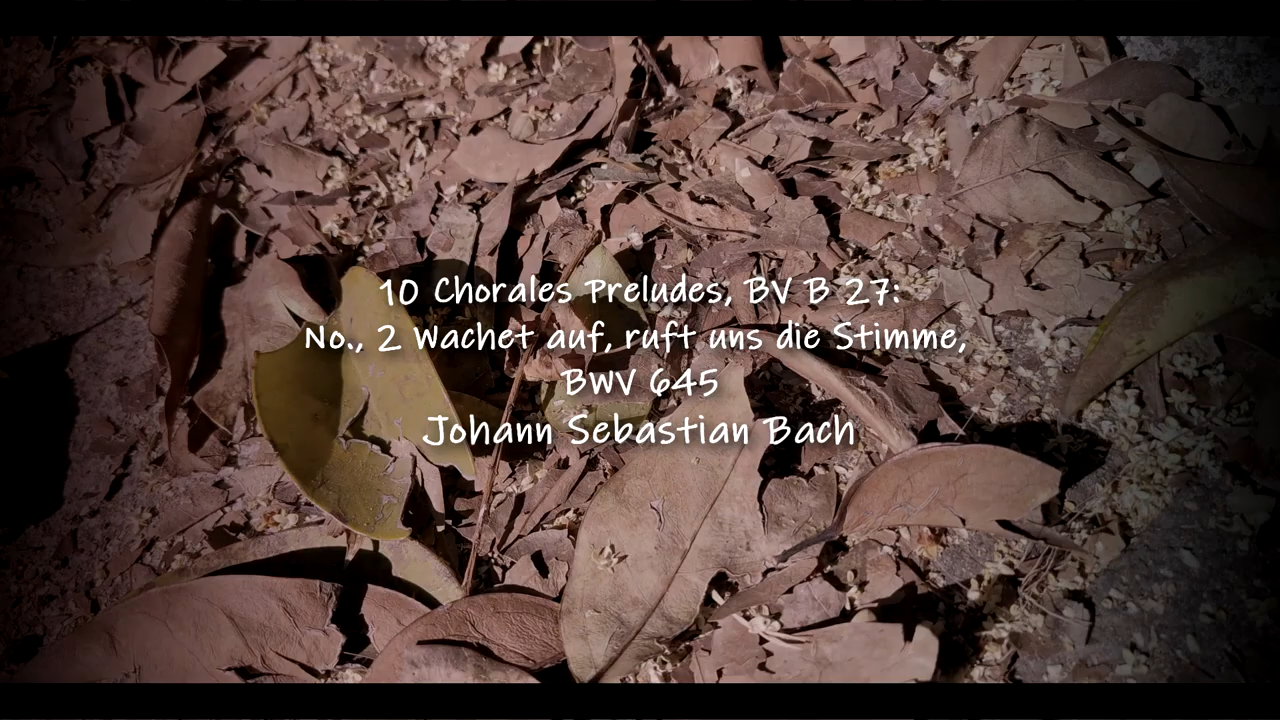 10 Chorales Preludes, BV B 27:
No., 2 Wachet auf, ruft uns die Stimme,
BWV 645
Johann Sebastian Bach